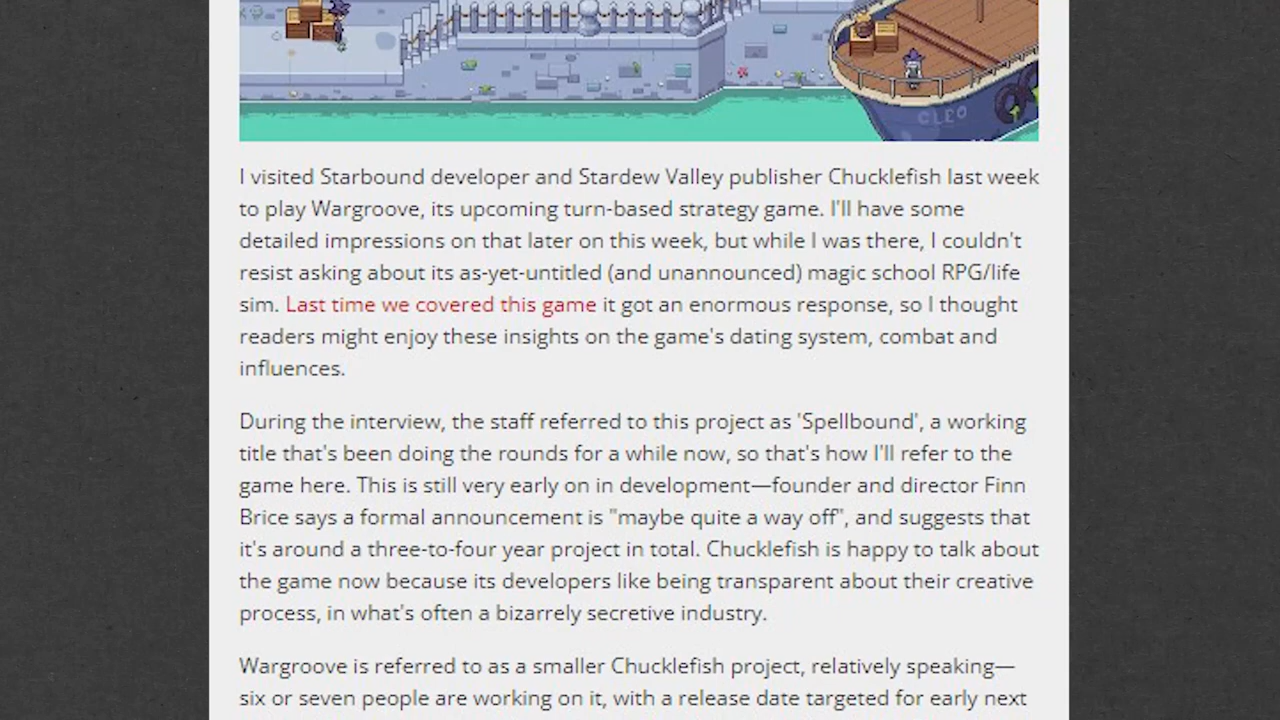 CLEO
I visited Starbound developer and Stardew Valley publisher Chucklefish last week
to play Wargroove, its upcoming turn-based strategy game. I'll have some
detailed impressions on that later on this week, but while I was there, I couldn't
resist asking about its as-yet-untitled (and unannounced) magic school RPG/life
sim. Last time we covered this game it got an enormous response, so I thought
readers might enjoy these insights on the game's dating system, combat and
influences.
During the interview, the staff referred to this project as 'Spellbound', a working
title that's been doing the rounds for a while now, so that's how I'll refer to the
game here. This is still very early on in development—founder and director Finn
Brice says a formal announcement is "maybe quite a way off", and suggests that
it's around a three-to-four year project in total. Chucklefish is happy to talk about
the game now because its developers like being transparent about their creative
process, in what's often a bizarrely secretive industry.
Wargroove is referred to as a smaller Chucklefish project, relatively speaking—
six or seven people are working on it, with a release date targeted for early next